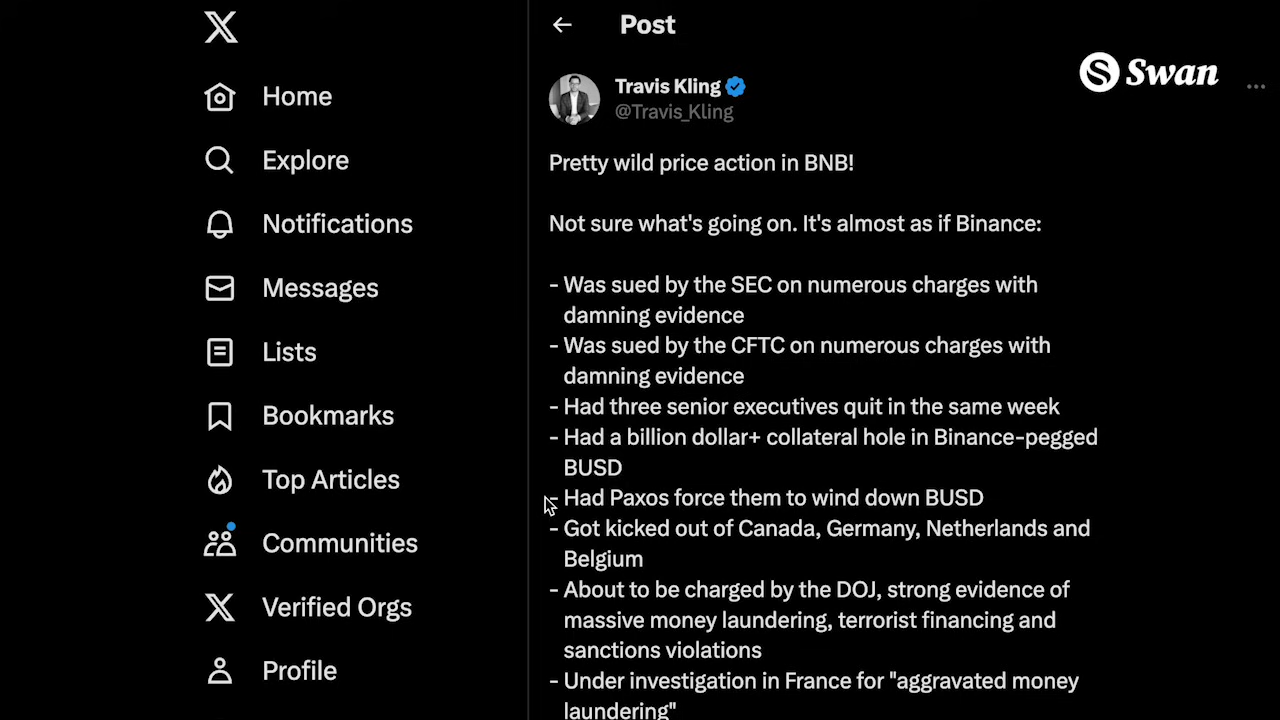 Home
Explore
Notifications
Messages
Lists
Bookmarks
Top Articles
Communities
Verified Orgs
Profile
Post
Swan
Travis Kling
@Travis_Kling
Pretty wild price action in BNB!
Not sure what's going on. It's almost as if Binance:
- Was sued by the SEC on numerous charges with
damning evidence
- Was sued by the CFTC on numerous charges with
damning evidence
- Had three senior executives quit in the same week
- Had a billion dollar+ collateral hole in Binance-pegged
BUSD
- Had Paxos force them to wind down BUSD
- Got kicked out of Canada, Germany, Netherlands and
Belgium
- About to be charged by the DOJ, strong evidence of
massive money laundering, terrorist financing and
sanctions violations
- Under investigation in France for "aggravated money
laundering"